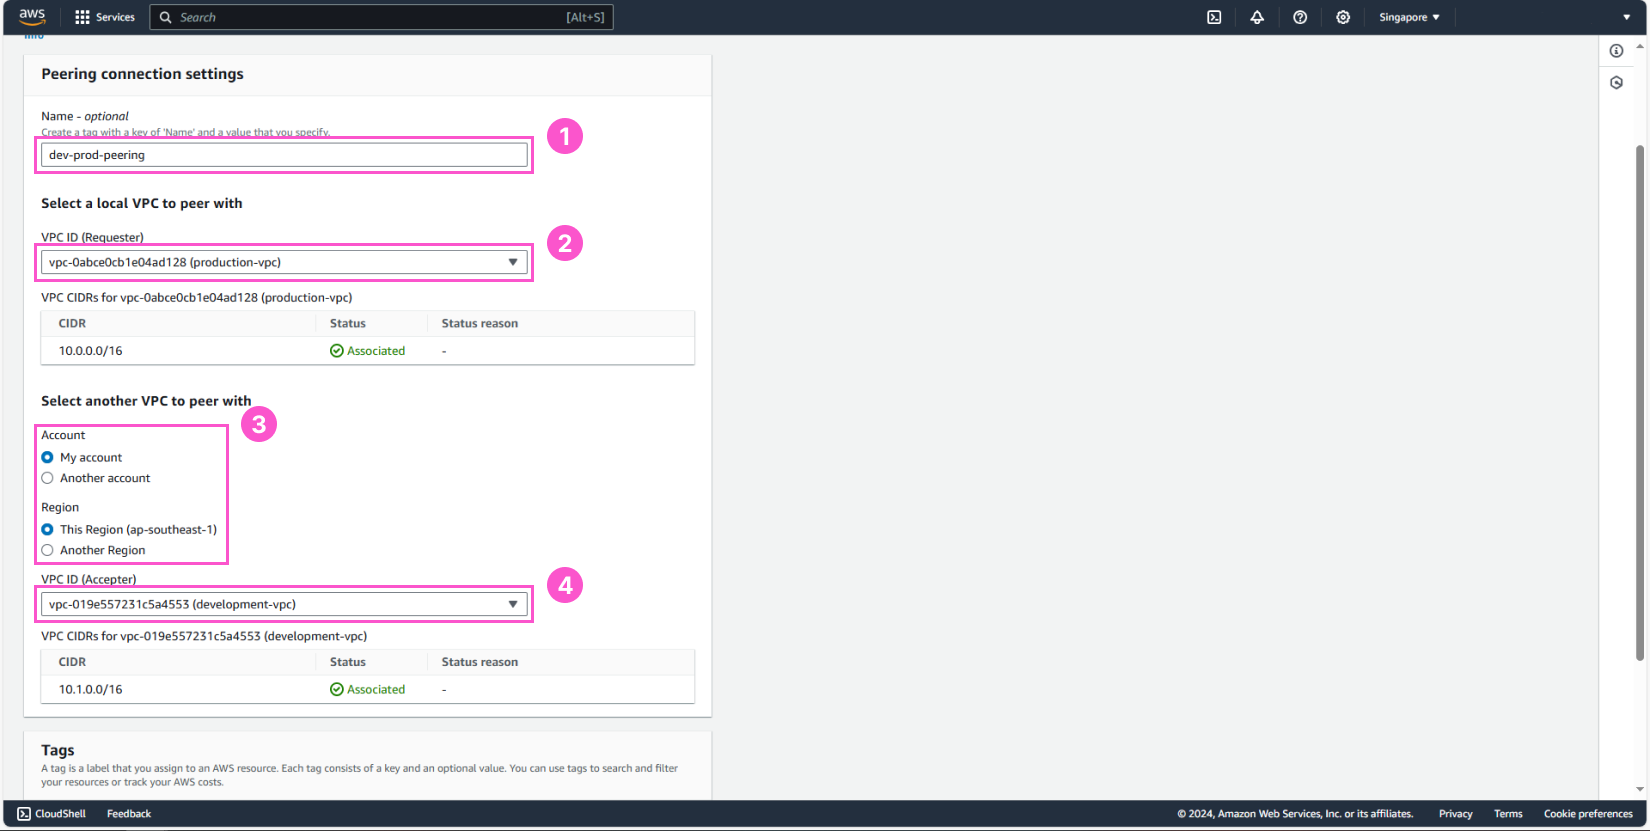 aws
Services
Search
[Alt+S]
Singapore
Info
Peering connection settings
Name - optional
Create a tag with a key of 'Name' and a value that you specify.
1
dev-prod-peering
Select a local VPC to peer with
VPC ID (Requester)
2
vpc-0abce0cb1e04ad128 (production-vpc)
VPC CIDRs for vpc-0abce0cb1e04ad128 (production-vpc)
CIDR Status Status reason
10.0.0.0/16 Associated -
Select another VPC to peer with
3
Account
My account
Another account
Region
This Region (ap-southeast-1)
Another Region
VPC ID (Accepter)
4
vpc-019e557231c5a4553 (development-vpc)
VPC CIDRs for vpc-019e557231c5a4553 (development-vpc)
CIDR Status Status reason
10.1.0.0/16 Associated -
Tags
A tag is a label that you assign to an AWS resource. Each tag consists of a key and an optional value. You can use tags to search and filter
your resources or track your AWS costs.
CloudShell Feedback © 2024, Amazon Web Services, Inc. or its affiliates. Privacy Terms Cookie preferences